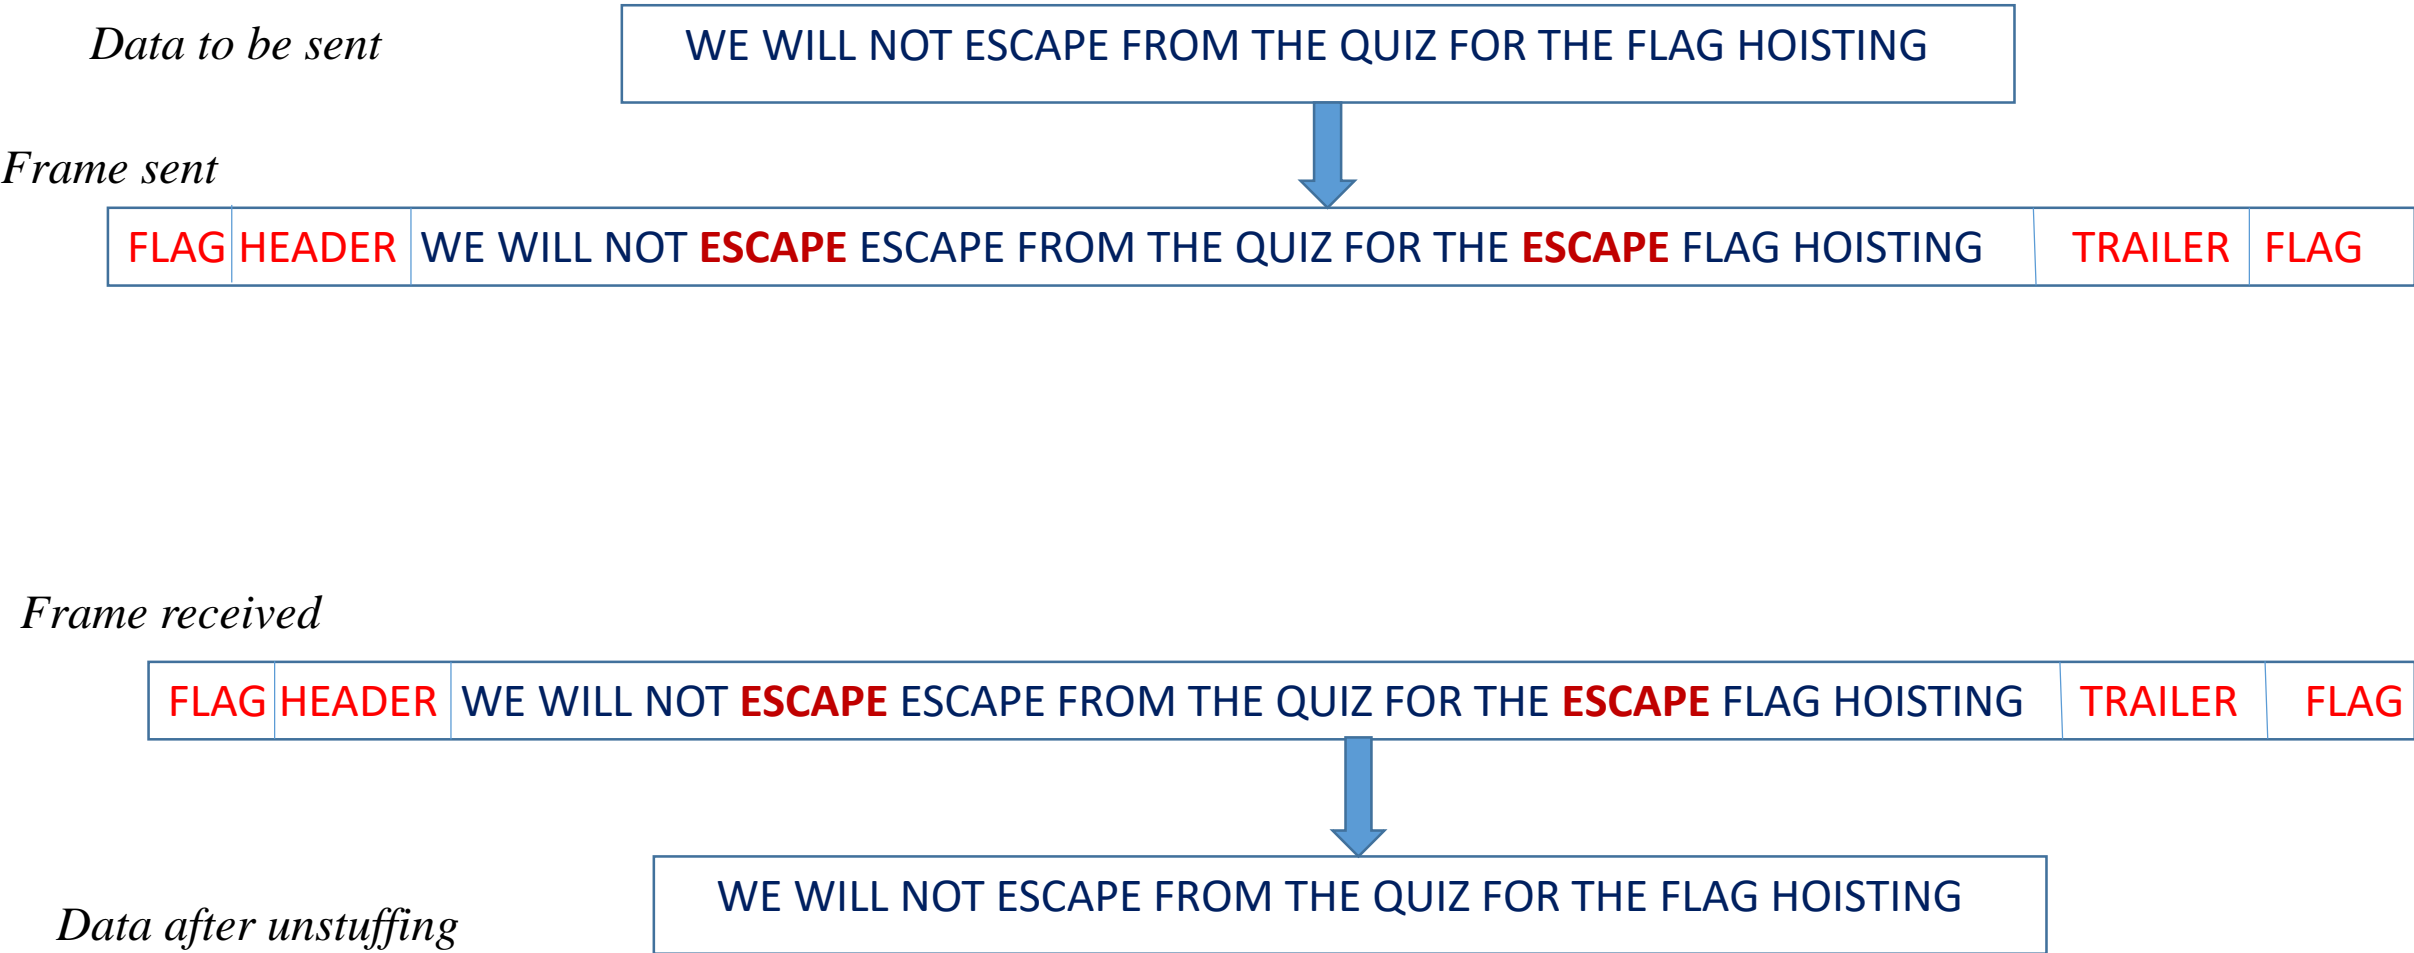 Data to be sent
WE WILL NOT ESCAPE FROM THE QUIZ FOR THE FLAG HOISTING
Frame sent
FLAG HEADER WE WILL NOT ESCAPE ESCAPE FROM THE QUIZ FOR THE ESCAPE FLAG HOISTING TRAILER FLAG
Frame received
FLAG HEADER WE WILL NOT ESCAPE ESCAPE FROM THE QUIZ FOR THE ESCAPE FLAG HOISTING TRAILER FLAG
WE WILL NOT ESCAPE FROM THE QUIZ FOR THE FLAG HOISTING
Data after unstuffing